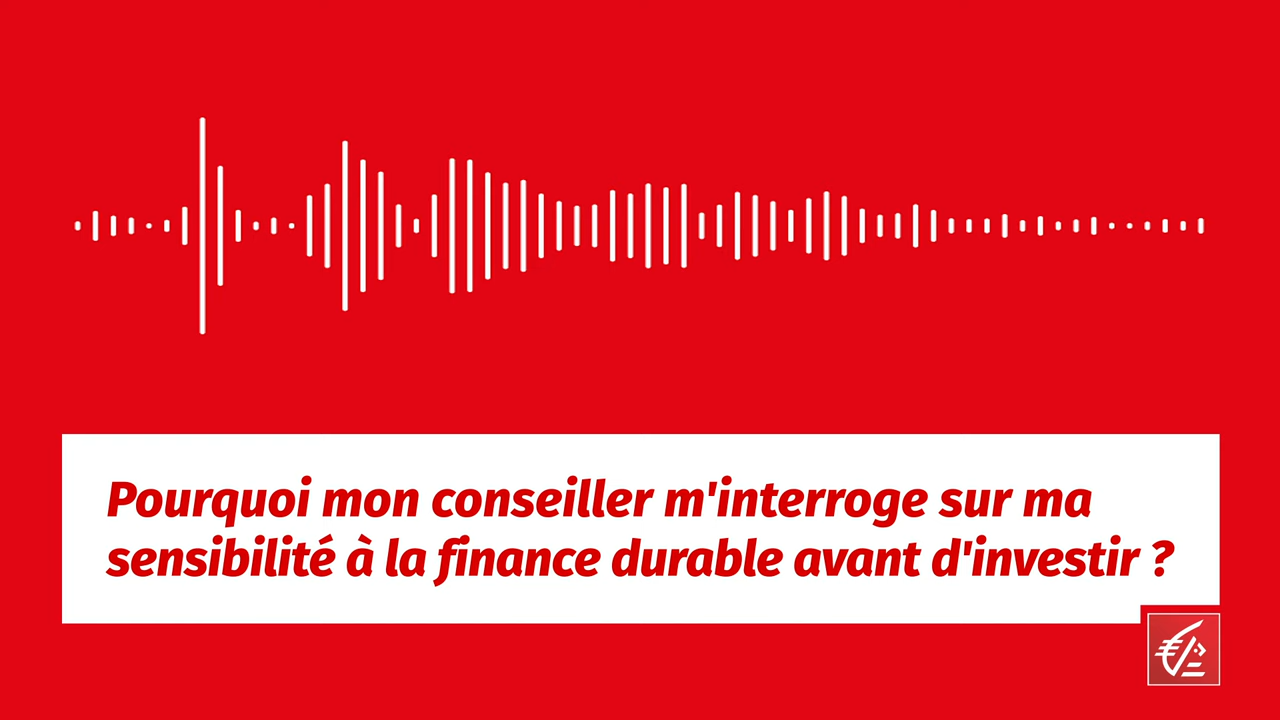 Pourquoi mon conseiller m'interroge sur ma
sensibilité à la finance durable avant d'investir ?